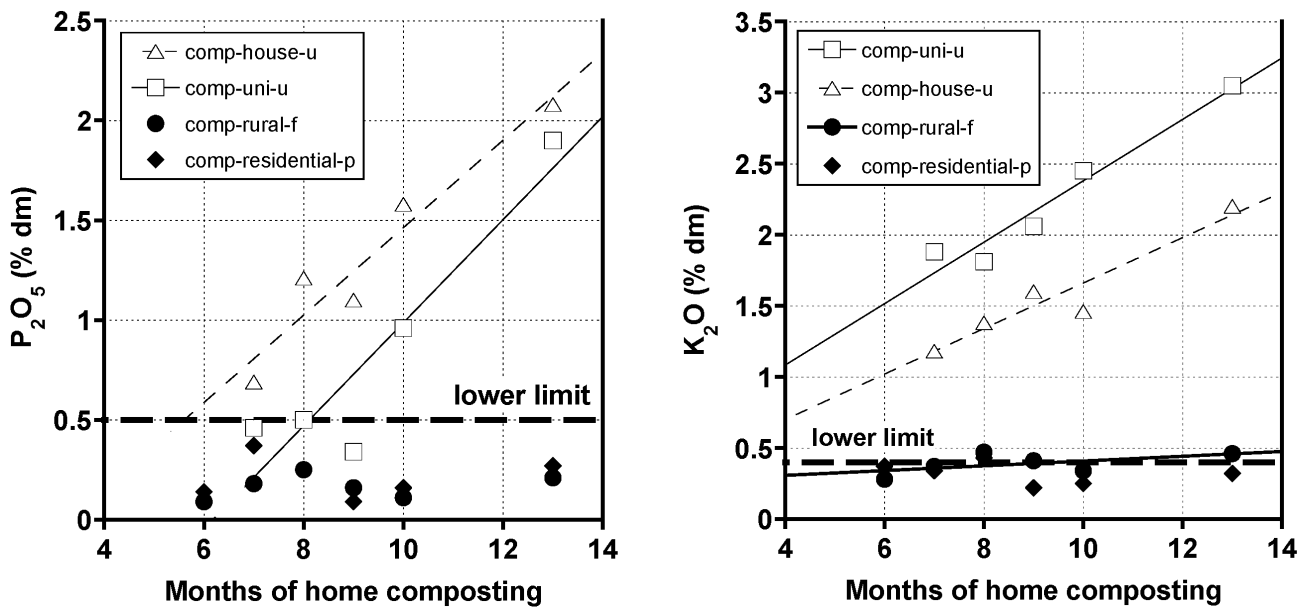 2.5
2
1.5
1
0.5
0
P2O5 (% dm)
comp-house-u
comp-uni-u
comp-rural-f
comp-residential-p
lower limit
4 6 8 10 12 14
Months of home composting
3.5
3
2.5
2
1.5
1
0.5
0
K2O (% dm)
comp-uni-u
comp-house-u
comp-rural-f
comp-residential-p
lower limit
4 6 8 10 12 14
Months of home composting